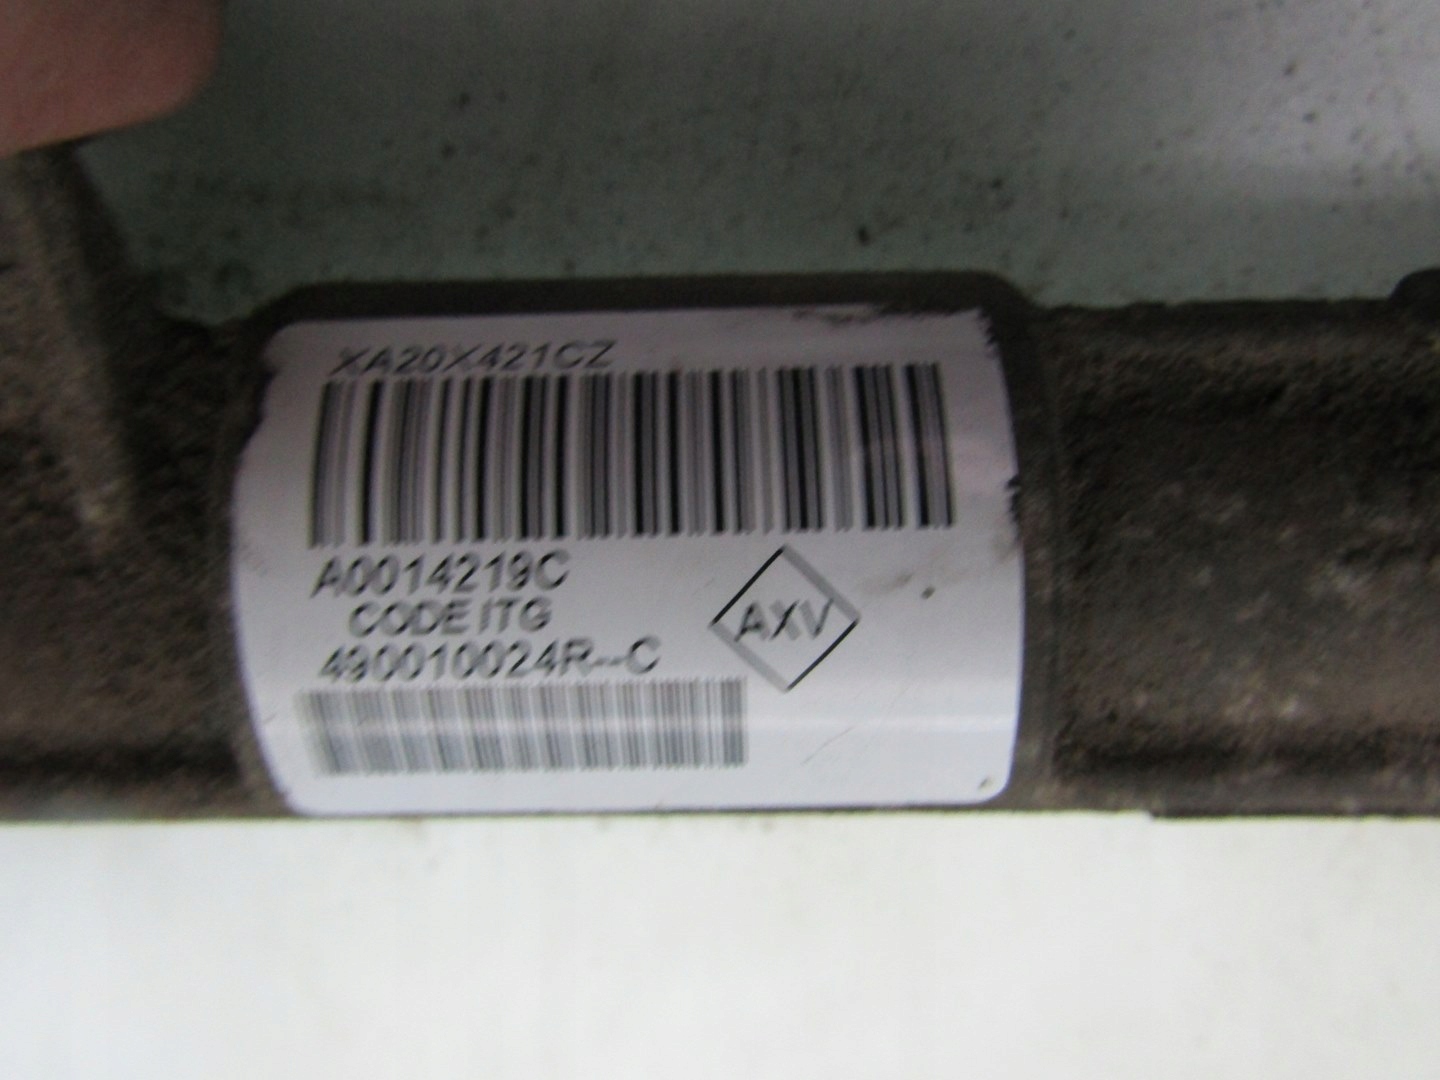 XA20X421CZ
A0014219C
CODE ITG
AXV
490010024R--C